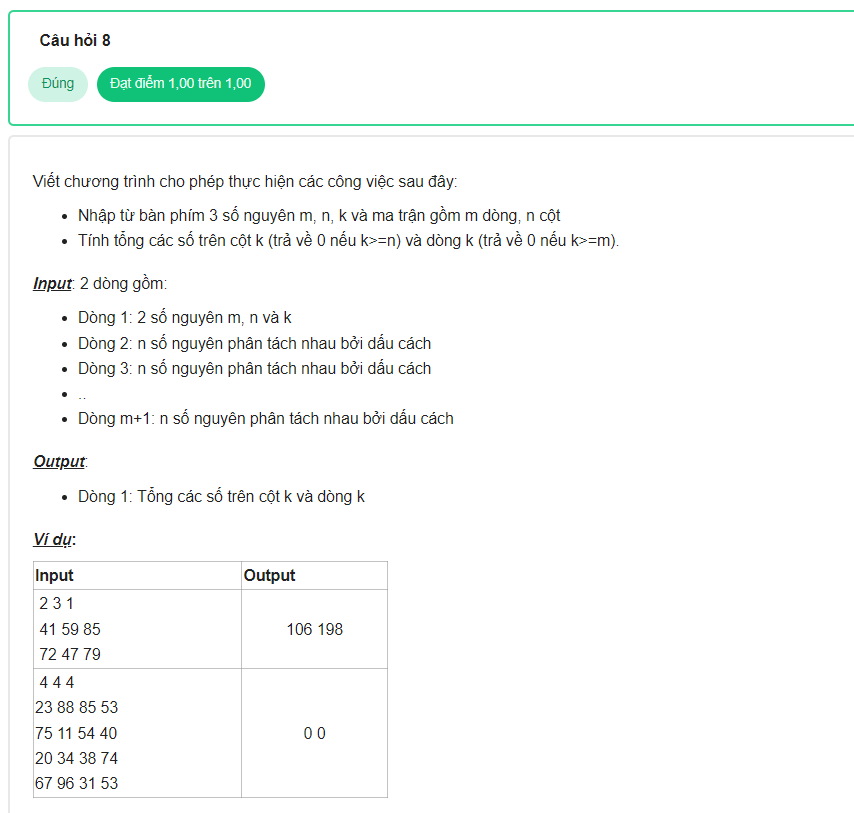 Câu hỏi 8
Đúng
Đạt điểm 1,00 trên 1,00
Viết chương trình cho phép thực hiện các công việc sau đây:
• Nhập từ bàn phím 3 số nguyên m, n, k và ma trận gồm m dòng, n cột
• Tính tổng các số trên cột k (trả về 0 nếu k>=n) và dòng k (trả về 0 nếu k>=m).
Input: 2 dòng gồm:
• Dòng 1: 2 số nguyên m, n và k
• Dòng 2: n số nguyên phân tách nhau bởi dấu cách
• Dòng 3: n số nguyên phân tách nhau bởi dấu cách
• ..
• Dòng m+1: n số nguyên phân tách nhau bởi dấu cách
Output:
• Dòng 1: Tổng các số trên cột k và dòng k
Ví dụ:
Input Output
2 3 1
41 59 85
72 47 79
106 198
4 4 4
23 88 85 53
75 11 54 40
20 34 38 74
67 96 31 53
0 0